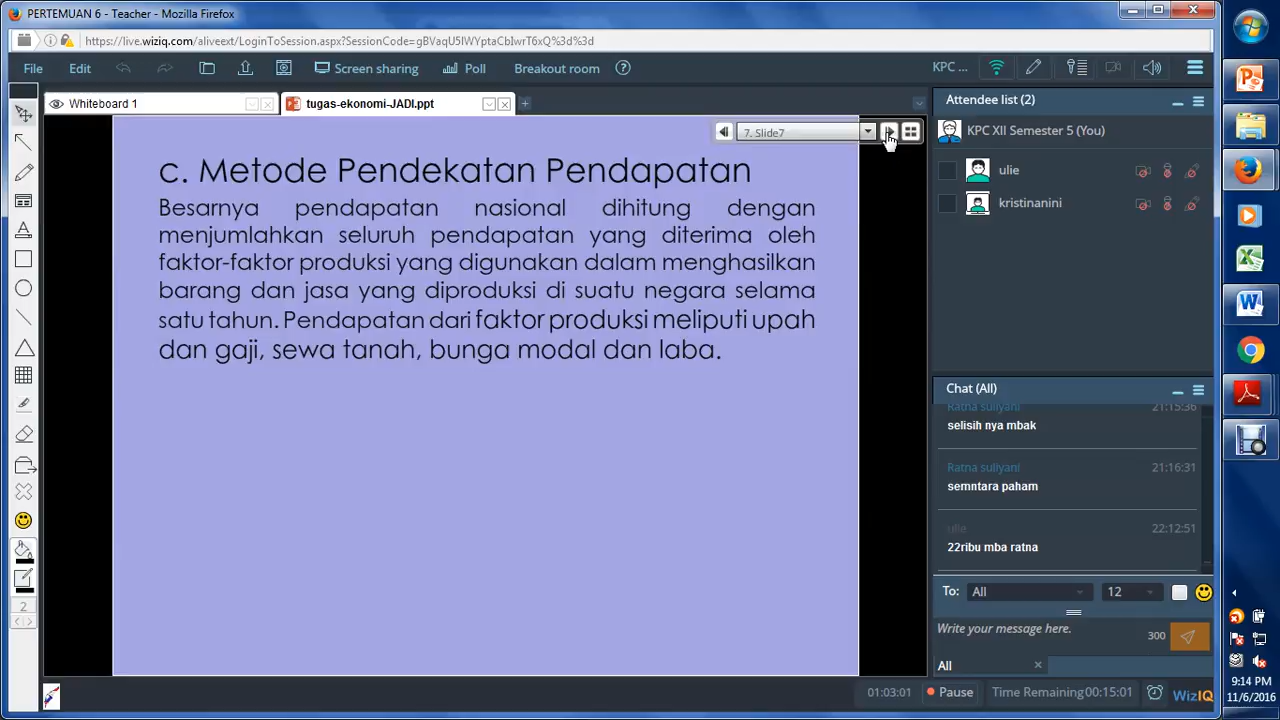 PERTEMUAN 6 - Teacher - Mozilla Firefox
https://live.wiziq.com/aliveext/LoginToSession.aspx?SessionCode=gBVaqU5IWYptaCbIwrT6xQ%3d%3d
File Edit Screen sharing Poll Breakout room KPC ...
Whiteboard 1 tugas-ekonomi-JADI.ppt
7. Slide7
c. Metode Pendekatan Pendapatan
Besarnya pendapatan nasional dihitung dengan
menjumlahkan seluruh pendapatan yang diterima oleh
faktor-faktor produksi yang digunakan dalam menghasilkan
barang dan jasa yang diproduksi di suatu negara selama
satu tahun. Pendapatan dari faktor produksi meliputi upah
dan gaji, sewa tanah, bunga modal dan laba.
2
Attendee list (2)
KPC XII Semester 5 (You)
ulie
kristinanini
Chat (All)
Ratna suliyani 21:15:36
selisih nya mbak
Ratna suliyani 21:16:31
semntara paham
ulie 22:12:51
22ribu mba ratna
To: All 12
Write your message here. 300
All
01:03:01 Pause Time Remaining 00:15:01 WizIQ
9:14 PM
11/6/2016